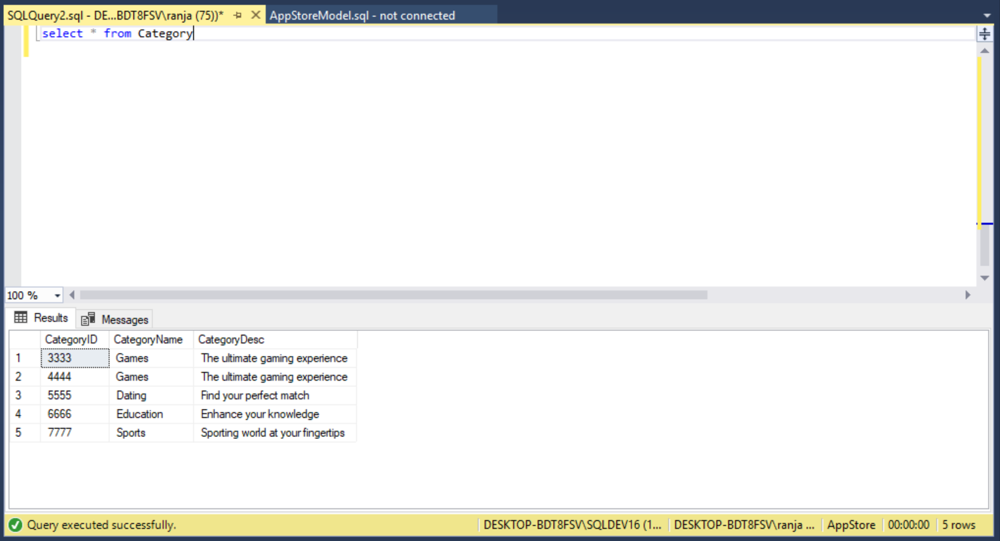 SQLQuery2.sql - DE...BDT8FSV\ranja (75))* AppStoreModel.sql - not connected
select * from Category
100 %
Results Messages
CategoryID CategoryName CategoryDesc
1 3333 Games The ultimate gaming experience
2 4444 Games The ultimate gaming experience
3 5555 Dating Find your perfect match
4 6666 Education Enhance your knowledge
5 7777 Sports Sporting world at your fingertips
Query executed successfully. DESKTOP-BDT8FSV\SQLDEV16 (1... DESKTOP-BDT8FSV\ranja ... AppStore 00:00:00 5 rows